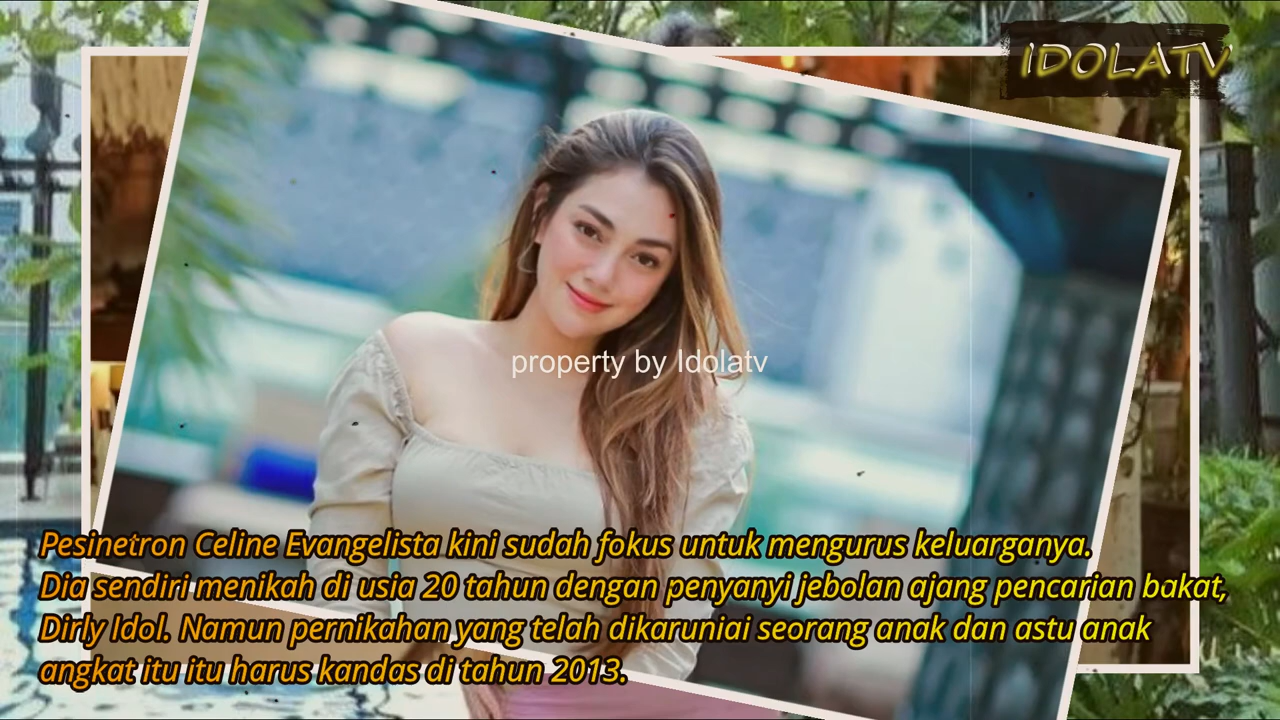 IDOLATV
property by Idolatv
Pesinetron Celine Evangelista kini sudah fokus untuk mengurus keluarganya.
Dia sendiri menikah di usia 20 tahun dengan penyanyi jebolan ajang pencarian bakat,
Dirly Idol. Namun pernikahan yang telah dikaruniai seorang anak dan astu anak
angkat itu itu harus kandas di tahun 2013.